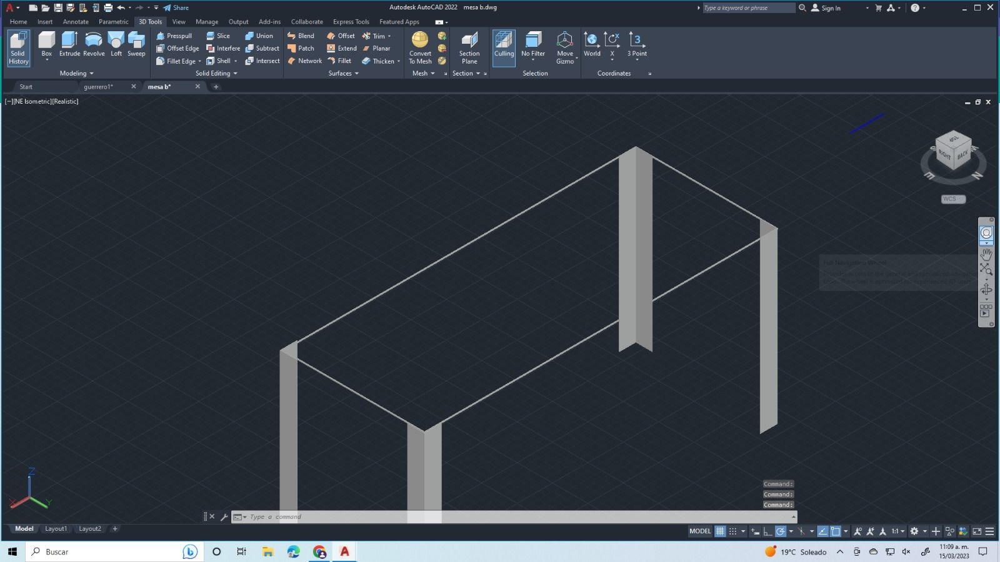 Share Autodesk AutoCAD 2022 mesa b.dwg Type a keyword or phrase Sign In
Home Insert Annotate Parametric 3D Tools View Manage Output Add-ins Collaborate Express Tools Featured Apps
Solid History Box Extrude Revolve Loft Sweep
Presspull Slice Union
Offset Edge Interfere Subtract
Fillet Edge Shell Intersect
Blend Offset Trim
Patch Extend Planar
Network Fillet Thicken
Convert To Mesh
Section Plane
Culling No Filter Move Gizmo
World X 3 Point
Modeling Solid Editing Surfaces Mesh Section Selection Coordinates
Start guerrero1* mesa b*
[−][NE Isometric][Realistic]
TOP
RIGHT BACK
E N
WCS
Full Navigation Wheel
Z
X Y
Command:
Command:
Command:
Type a command
Model Layout1 Layout2
MODEL 1:1
Buscar
19°C Soleado
11:09 a. m.
15/03/2023